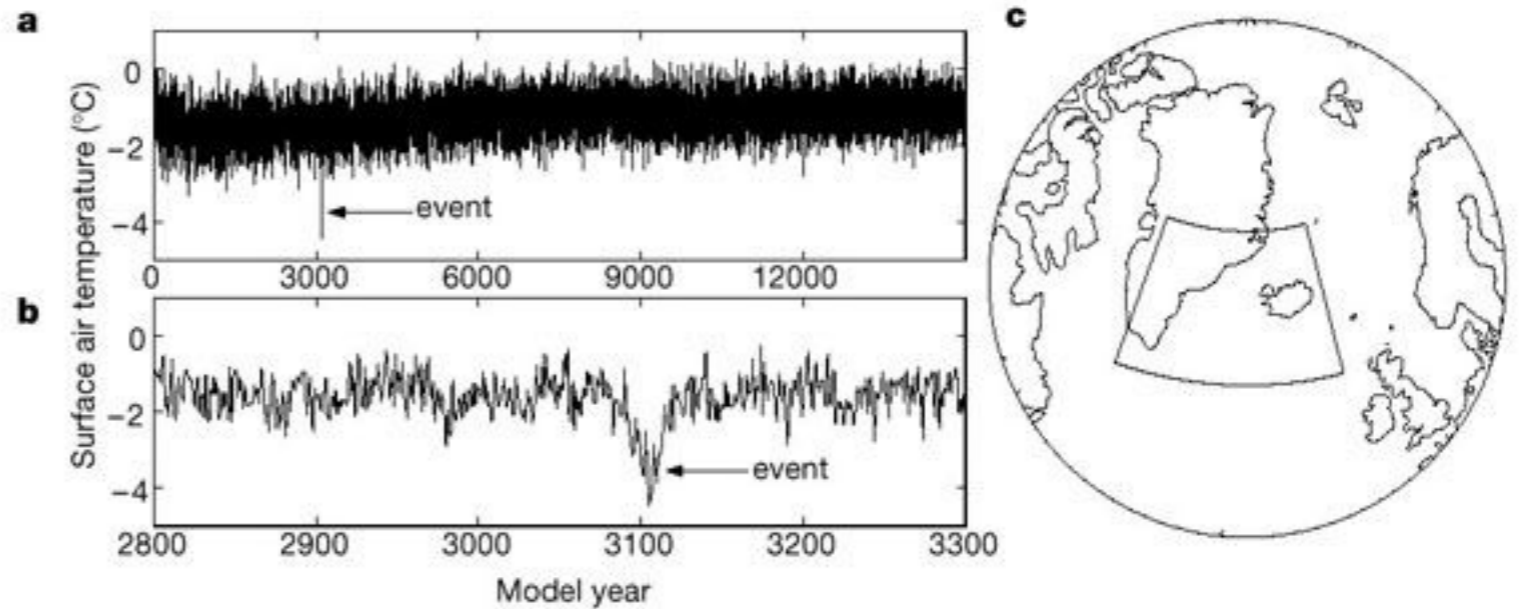 a
c
Surface air temperature (°C)
0
−2
−4
event
0 3000 6000 9000 12000
b
0
−2
−4
event
2800 2900 3000 3100 3200 3300
Model year